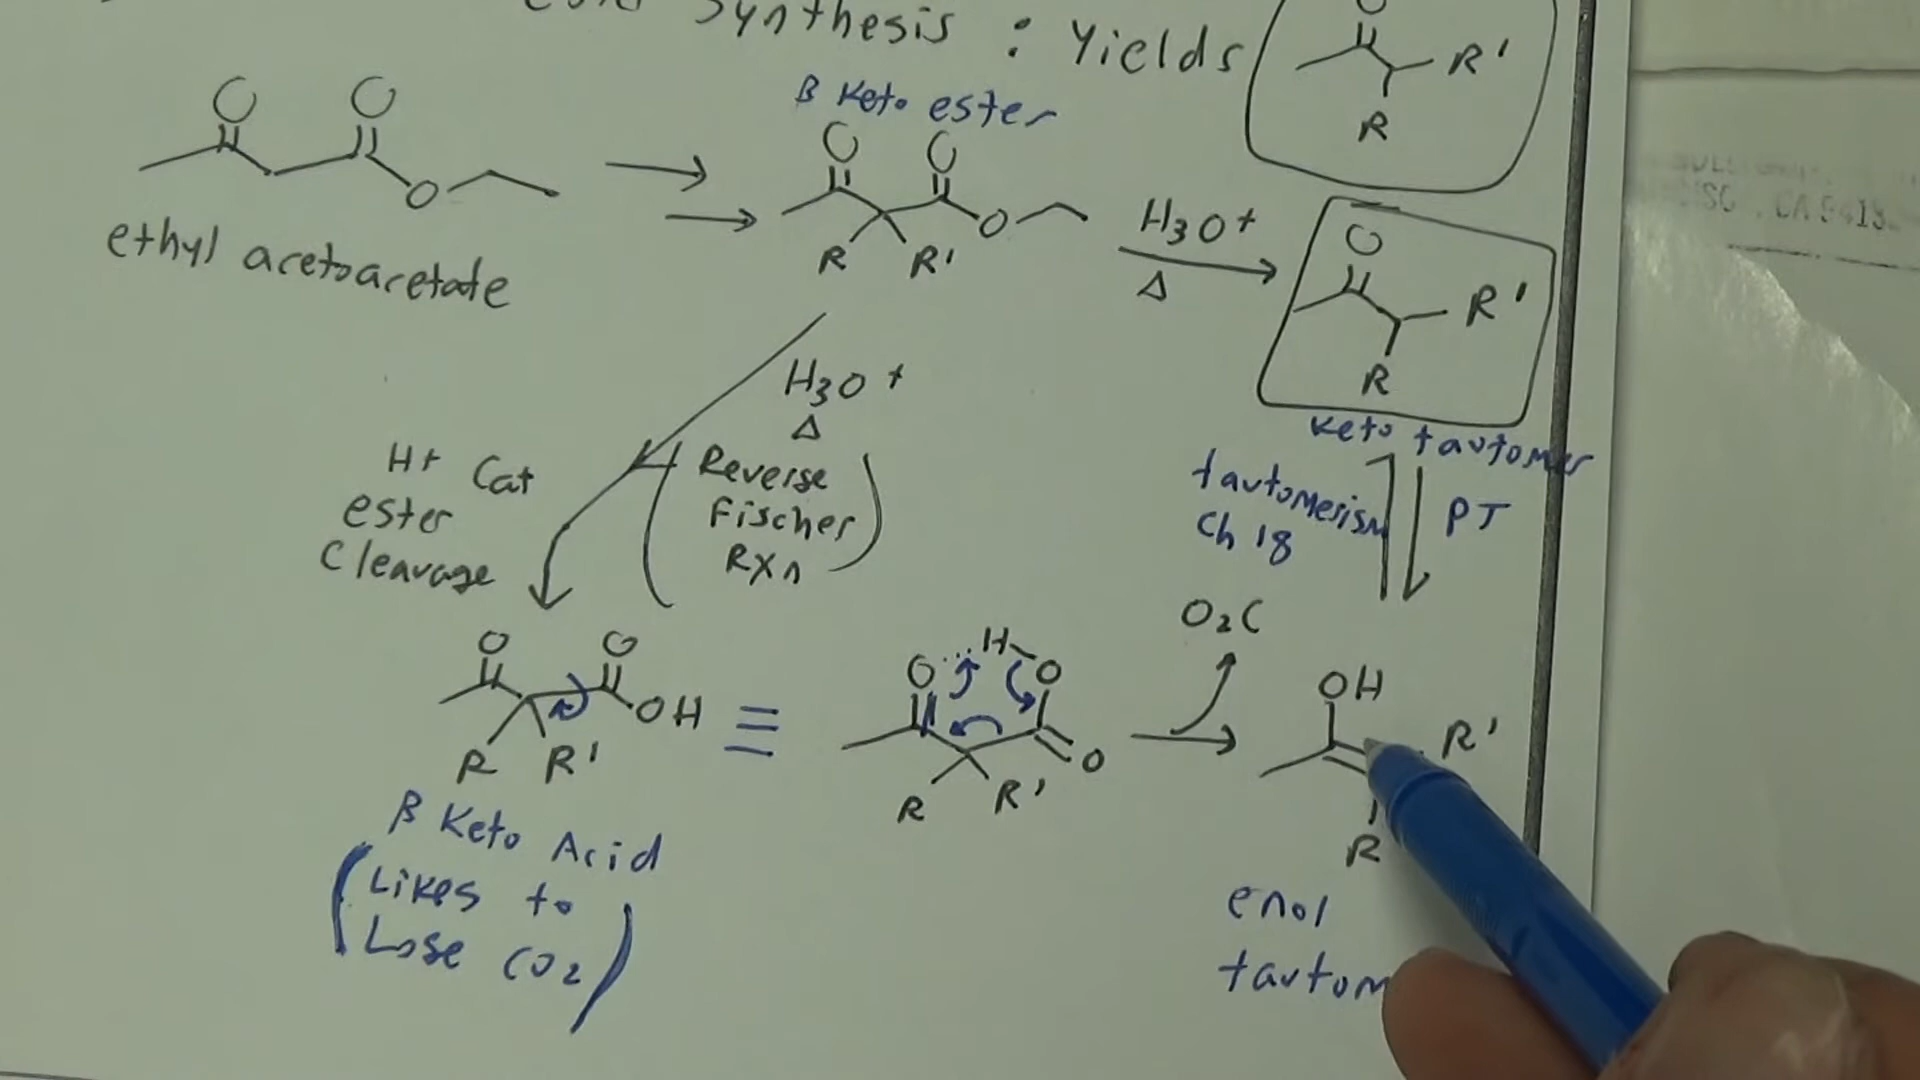 Synthesis : Yields
O
R'
R
β Keto ester
O O
O
ethyl acetoacetate
O O
O
R R'
H3O+
Δ
O
R'
R
Keto tautomer
tautomerism
Ch 18
PT
H3O+
Δ
Reverse
Fischer
Rxn
H+ Cat
ester
Cleavage
O O
OH
R R'
β Keto Acid
(Likes to
Lose CO2)
≡
O ... H
O
O
R R'
O2C
OH
R'
R
enol